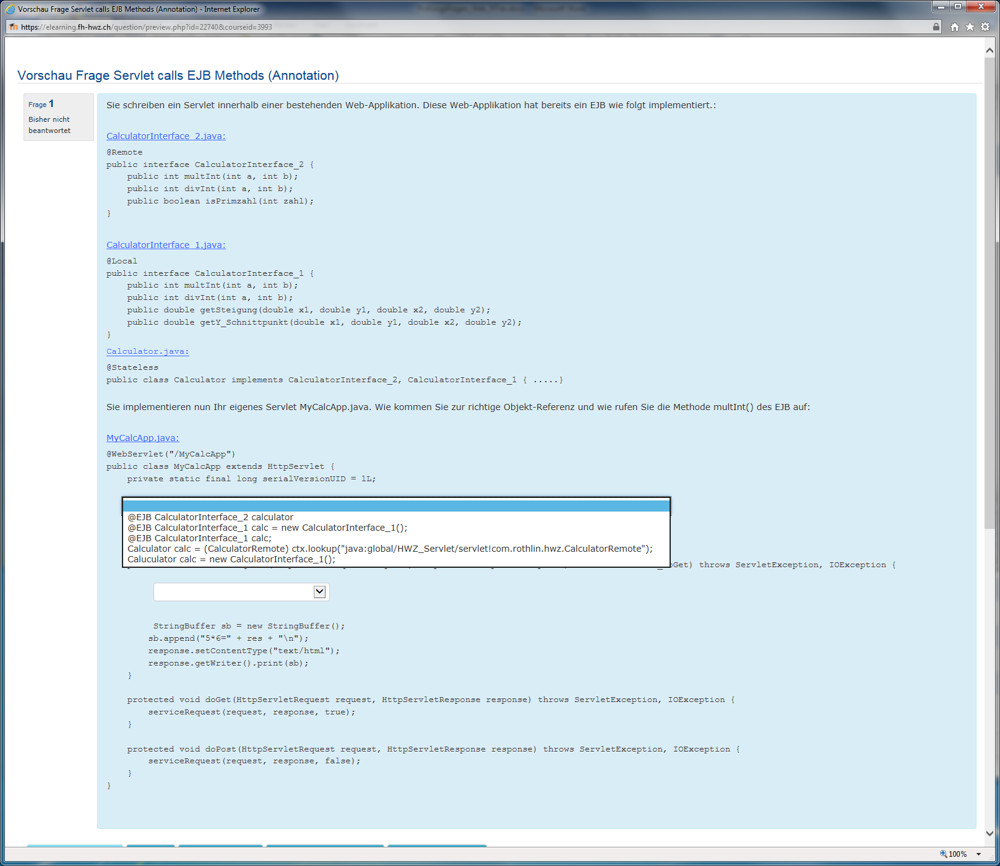 Vorschau Frage Servlet calls EJB Methods (Annotation) - Internet Explorer
https://elearning.fh-hwz.ch/question/preview.php?id=22740&courseid=3993
Vorschau Frage Servlet calls EJB Methods (Annotation)
Frage 1
Bisher nicht
beantwortet
Sie schreiben ein Servlet innerhalb einer bestehenden Web-Applikation. Diese Web-Applikation hat bereits ein EJB wie folgt implementiert.:
CalculatorInterface_2.java:
@Remote
public interface CalculatorInterface_2 {
    public int multInt(int a, int b);
    public int divInt(int a, int b);
    public boolean isPrimzahl(int zahl);
}
CalculatorInterface_1.java:
@Local
public interface CalculatorInterface_1 {
    public int multInt(int a, int b);
    public int divInt(int a, int b);
    public double getSteigung(double x1, double y1, double x2, double y2);
    public double getY_Schnittpunkt(double x1, double y1, double x2, double y2);
}
Calculator.java:
@Stateless
public class Calculator implements CalculatorInterface_2, CalculatorInterface_1 { .....}
Sie implementieren nun Ihr eigenes Servlet MyCalcApp.java. Wie kommen Sie zur richtige Objekt-Referenz und wie rufen Sie die Methode multInt() des EJB auf:
MyCalcApp.java:
@WebServlet("/MyCalcApp")
public class MyCalcApp extends HttpServlet {
    private static final long serialVersionUID = 1L;
@EJB CalculatorInterface_2 calculator
@EJB CalculatorInterface_1 calc = new CalculatorInterface_1();
@EJB CalculatorInterface_1 calc;
Calculator calc = (CalculatorRemote) ctx.lookup("java:global/HWZ_Servlet/servlet!com.rothlin.hwz.CalculatorRemote");
Caluculator calc = new CalculatorInterface_1();
oGet) throws ServletException, IOException {
StringBuffer sb = new StringBuffer();
        sb.append("5*6=" + res + "\n");
        response.setContentType("text/html");
        response.getWriter().print(sb);
    }
    protected void doGet(HttpServletRequest request, HttpServletResponse response) throws ServletException, IOException {
        serviceRequest(request, response, true);
    }
    protected void doPost(HttpServletRequest request, HttpServletResponse response) throws ServletException, IOException {
        serviceRequest(request, response, false);
    }
}
100%